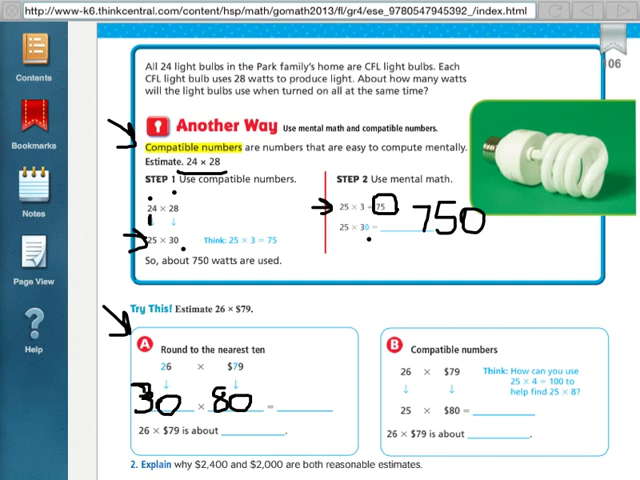 http://www-k6.thinkcentral.com/content/hsp/math/gomath2013/fl/gr4/ese_9780547945392_/index.html
Contents
Bookmarks
Notes
Page View
Help
106
All 24 light bulbs in the Park family's home are CFL light bulbs. Each
CFL light bulb uses 28 watts to produce light. About how many watts
will the light bulbs use when turned on all at the same time?
Another Way Use mental math and compatible numbers.
Compatible numbers are numbers that are easy to compute mentally.
Estimate. 24 × 28
STEP 1 Use compatible numbers.
24 × 28
↓ ↓
25 × 30 Think: 25 × 3 = 75
So, about 750 watts are used.
STEP 2 Use mental math.
25 × 3 = 75
25 × 30 = 750
Try This! Estimate 26 × $79.
A Round to the nearest ten
26 × $79
↓ ↓
30 × 80 =
26 × $79 is about .
B Compatible numbers
26 × $79
↓ ↓
25 × $80 =
Think: How can you use
25 × 4 = 100 to
help find 25 × 8?
26 × $79 is about .
2. Explain why $2,400 and $2,000 are both reasonable estimates.